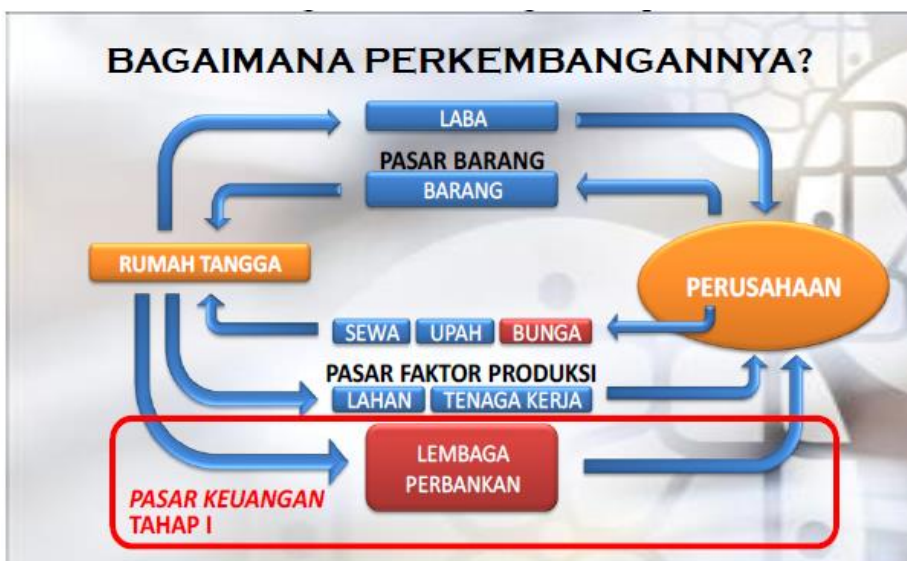 BAGAIMANA PERKEMBANGANNYA?
LABA
PASAR BARANG
BARANG
RUMAH TANGGA
PERUSAHAAN
SEWA UPAH BUNGA
PASAR FAKTOR PRODUKSI
LAHAN TENAGA KERJA
LEMBAGA
PERBANKAN
PASAR KEUANGAN
TAHAP I